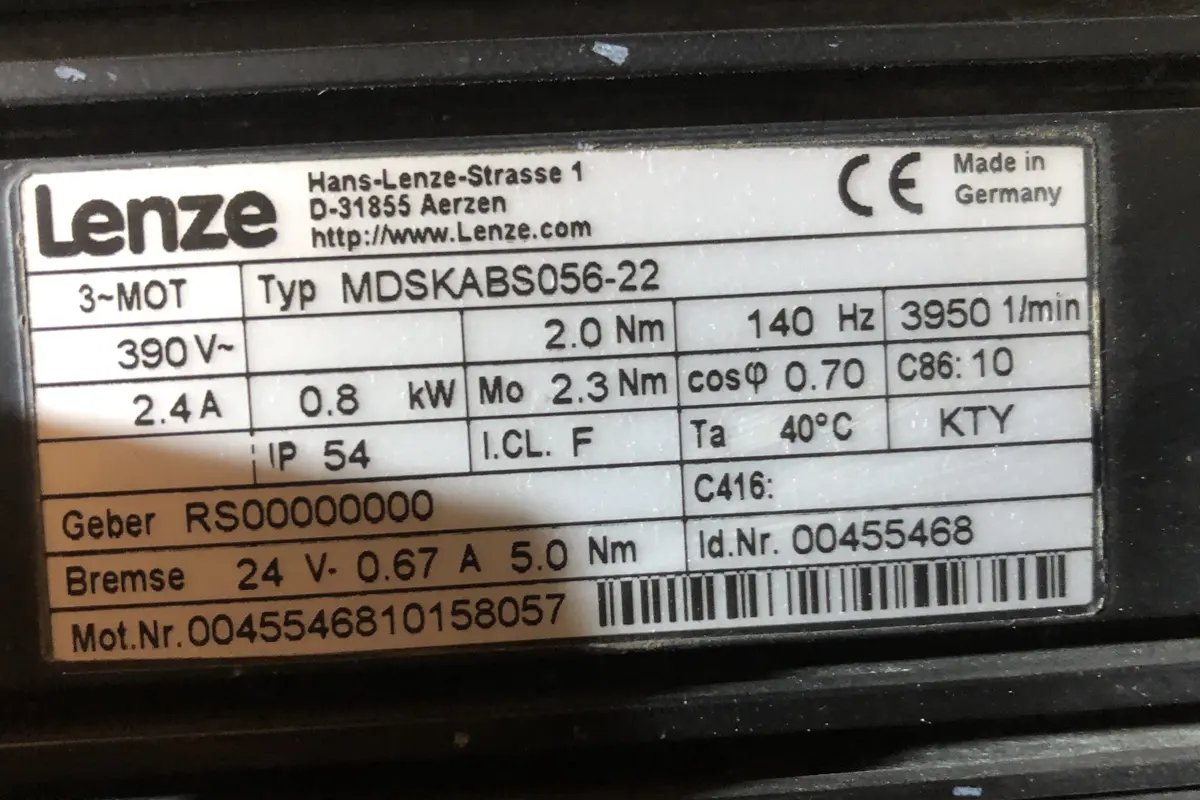 Lenze
Hans-Lenze-Strasse 1
D-31855 Aerzen
http://www.Lenze.com
CE
Made in
Germany
3~MOT Typ MDSKABS056-22
390 V~ 2.0 Nm 140 Hz 3950 1/min
2.4 A 0.8 kW Mo 2.3 Nm cosφ 0.70 C86: 10
IP 54 I.CL. F Ta 40°C KTY
Geber RS00000000 C416:
Bremse 24 V- 0.67 A 5.0 Nm Id.Nr. 00455468
Mot.Nr. 0045546810158057